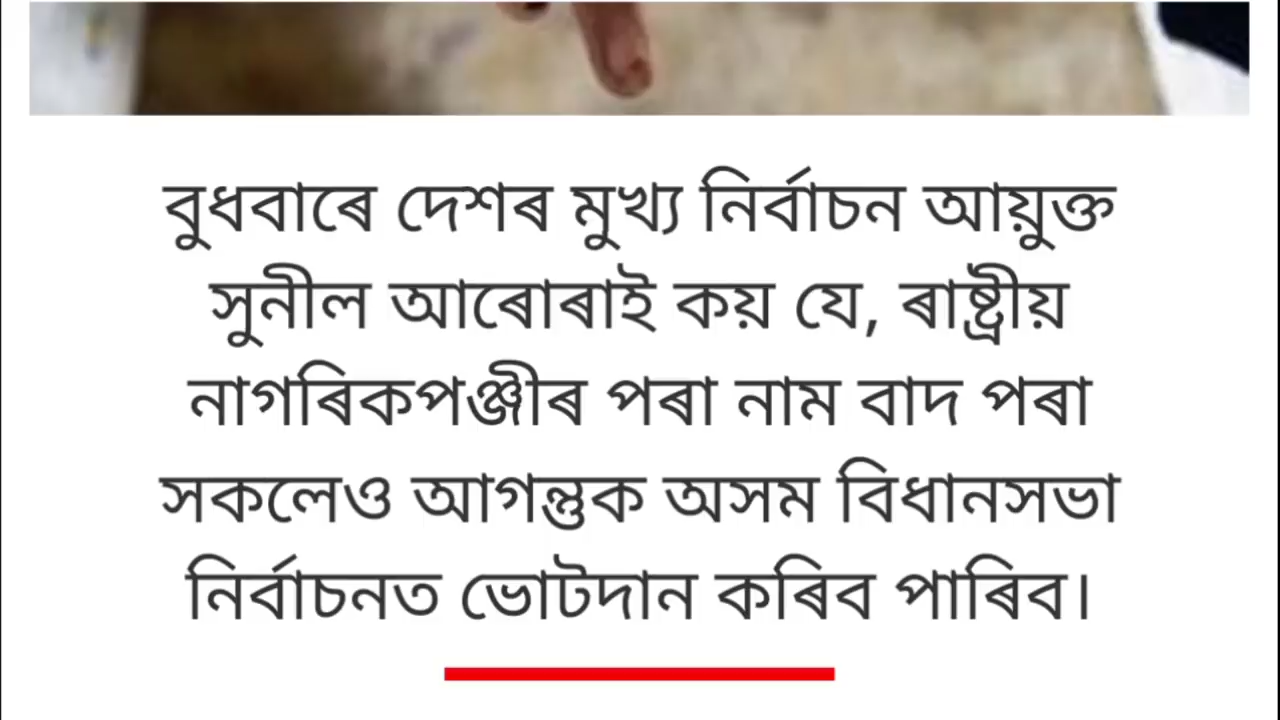 বুধবাৰে দেশৰ মুখ্য নিৰ্বাচন আয়ুক্ত
সুনীল আৰোৰাই কয় যে, ৰাষ্ট্ৰীয়
নাগৰিকপঞ্জীৰ পৰা নাম বাদ পৰা
সকলেও আগন্তুক অসম বিধানসভা
নিৰ্বাচনত ভোটদান কৰিব পাৰিব।